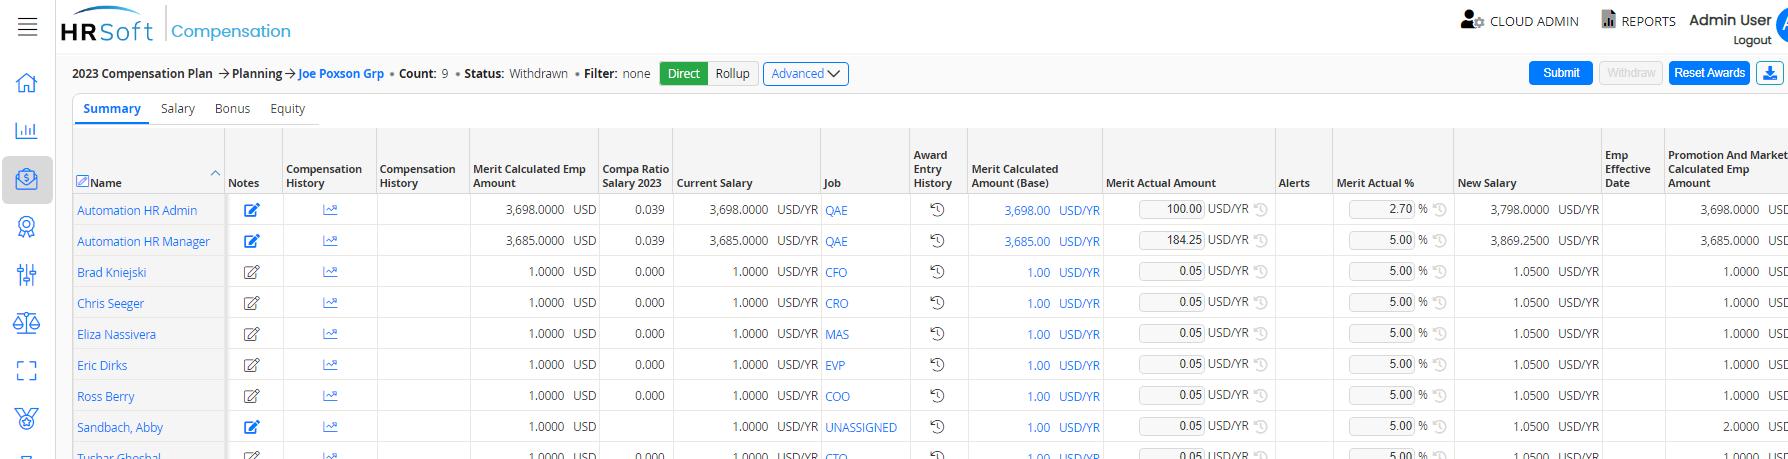 HRSoft Compensation
CLOUD ADMIN REPORTS Admin User
Logout
2023 Compensation Plan → Planning → Joe Poxson Grp • Count: 9 • Status: Withdrawn • Filter: none Direct Rollup Advanced Submit Withdraw Reset Awards
Summary Salary Bonus Equity
Name Notes Compensation History Compensation History Merit Calculated Emp Amount Compa Ratio Salary 2023 Current Salary Job Award Entry History Merit Calculated Amount (Base) Merit Actual Amount Alerts Merit Actual % New Salary Emp Effective Date Promotion And Market Calculated Emp Amount
Automation HR Admin 3,698.0000 USD 0.039 3,698.0000 USD/YR QAE 3,698.00 USD/YR 100.00 USD/YR 2.70 % 3,798.0000 USD/YR 3,698.0000 USD
Automation HR Manager 3,685.0000 USD 0.039 3,685.0000 USD/YR QAE 3,685.00 USD/YR 184.25 USD/YR 5.00 % 3,869.2500 USD/YR 3,685.0000 USD
Brad Kniejski 1.0000 USD 0.000 1.0000 USD/YR CFO 1.00 USD/YR 0.05 USD/YR 5.00 % 1.0500 USD/YR 1.0000 USD
Chris Seeger 1.0000 USD 0.000 1.0000 USD/YR CRO 1.00 USD/YR 0.05 USD/YR 5.00 % 1.0500 USD/YR 1.0000 USD
Eliza Nassivera 1.0000 USD 0.000 1.0000 USD/YR MAS 1.00 USD/YR 0.05 USD/YR 5.00 % 1.0500 USD/YR 1.0000 USD
Eric Dirks 1.0000 USD 0.000 1.0000 USD/YR EVP 1.00 USD/YR 0.05 USD/YR 5.00 % 1.0500 USD/YR 1.0000 USD
Ross Berry 1.0000 USD 0.000 1.0000 USD/YR COO 1.00 USD/YR 0.05 USD/YR 5.00 % 1.0500 USD/YR 1.0000 USD
Sandbach, Abby 1.0000 USD 1.0000 USD/YR UNASSIGNED 1.00 USD/YR 0.05 USD/YR 5.00 % 1.0500 USD/YR 2.0000 USD
Tushar Ghoshal 1.0000 USD 0.000 1.0000 USD/YR CTO 1.00 USD/YR 0.05 USD/YR 5.00 % 1.0500 USD/YR 1.0000 USD